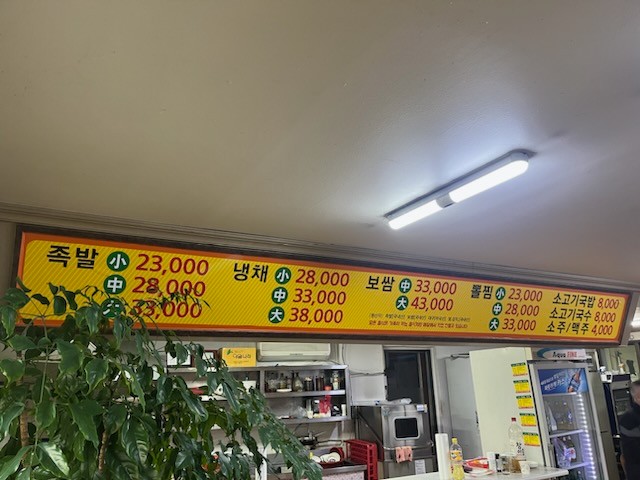 족발 小 23,000
中 28,000
大 33,000
냉채 小 28,000
中 33,000
大 38,000
보쌈 中 33,000
大 43,000
뽈찜 小 23,000
中 28,000
大 33,000
소고기국밥 8,000
소고기국수 8,000
소주/맥주 4,000